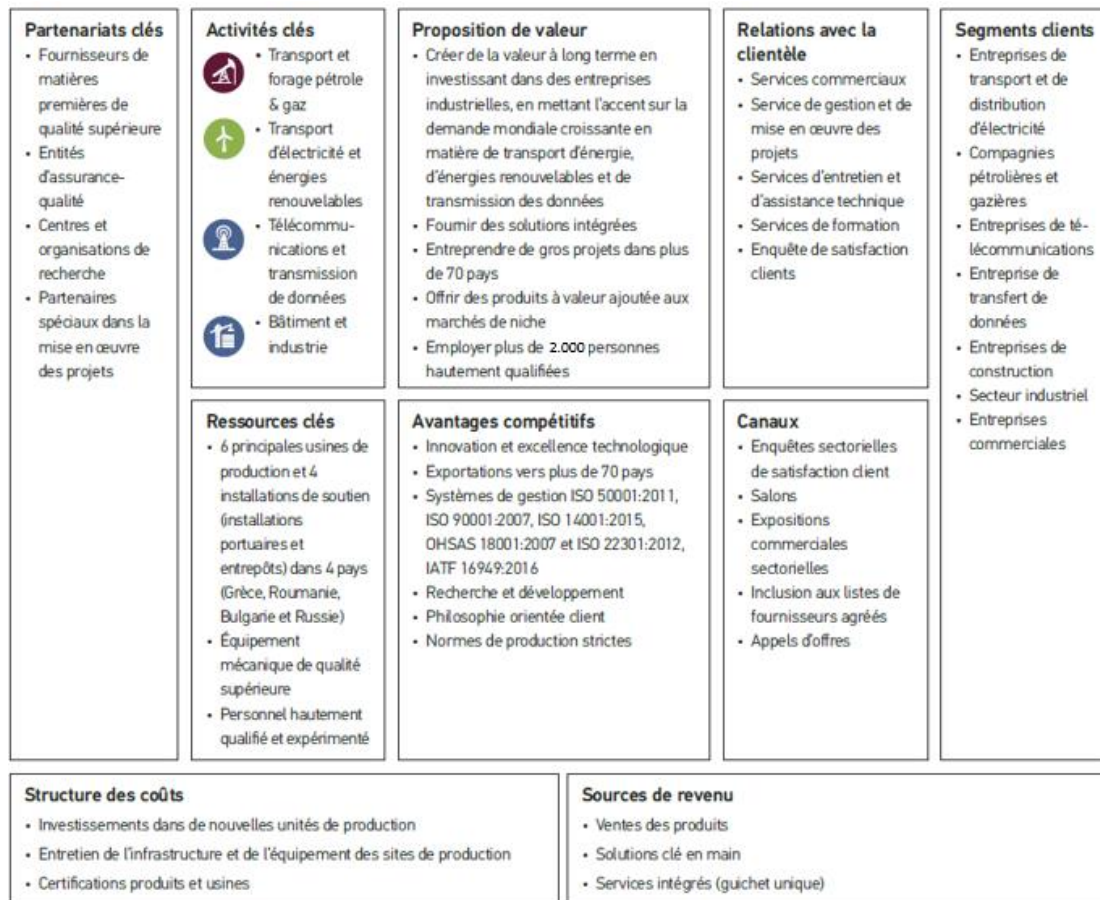 Partenariats clés
• Fournisseurs de
matières
premières de
qualité supérieure
• Entités
d'assurance-
qualité
• Centres et
organisations de
recherche
• Partenaires
spéciaux dans la
mise en œuvre
des projets
Activités clés
• Transport et
forage pétrole
& gaz
• Transport
d'électricité et
énergies
renouvelables
• Télécommu-
nications et
transmission
de données
• Bâtiment et
industrie
Ressources clés
• 6 principales usines de
production et 4
installations de soutien
(installations
portuaires et
entrepôts) dans 4 pays
(Grèce, Roumanie,
Bulgarie et Russie)
• Équipement
mécanique de qualité
supérieure
• Personnel hautement
qualifié et expérimenté
Proposition de valeur
• Créer de la valeur à long terme en
investissant dans des entreprises
industrielles, en mettant l'accent sur la
demande mondiale croissante en
matière de transport d'énergie,
d'énergies renouvelables et de
transmission des données
• Fournir des solutions intégrées
• Entreprendre de gros projets dans plus
de 70 pays
• Offrir des produits à valeur ajoutée aux
marchés de niche
• Employer plus de 2.000 personnes
hautement qualifiées
Avantages compétitifs
• Innovation et excellence technologique
• Exportations vers plus de 70 pays
• Systèmes de gestion ISO 50001:2011,
ISO 90001:2007, ISO 14001:2015,
OHSAS 18001:2007 et ISO 22301:2012,
IATF 16949:2016
• Recherche et développement
• Philosophie orientée client
• Normes de production strictes
Relations avec la
clientèle
• Services commerciaux
• Service de gestion et de
mise en œuvre des
projets
• Services d'entretien et
d'assistance technique
• Services de formation
• Enquête de satisfaction
clients
Canaux
• Enquêtes sectorielles
de satisfaction client
• Salons
• Expositions
commerciales
sectorielles
• Inclusion aux listes de
fournisseurs agréés
• Appels d'offres
Segments clients
• Entreprises de
transport et de
distribution
d'électricité
• Compagnies
pétrolières et
gazières
• Entreprises de té-
lécommunications
• Entreprise de
transfert de
données
• Entreprises de
construction
• Secteur industriel
• Entreprises
commerciales
Structure des coûts
• Investissements dans de nouvelles unités de production
• Entretien de l'infrastructure et de l'équipement des sites de production
• Certifications produits et usines
Sources de revenu
• Ventes des produits
• Solutions clé en main
• Services intégrés (guichet unique)